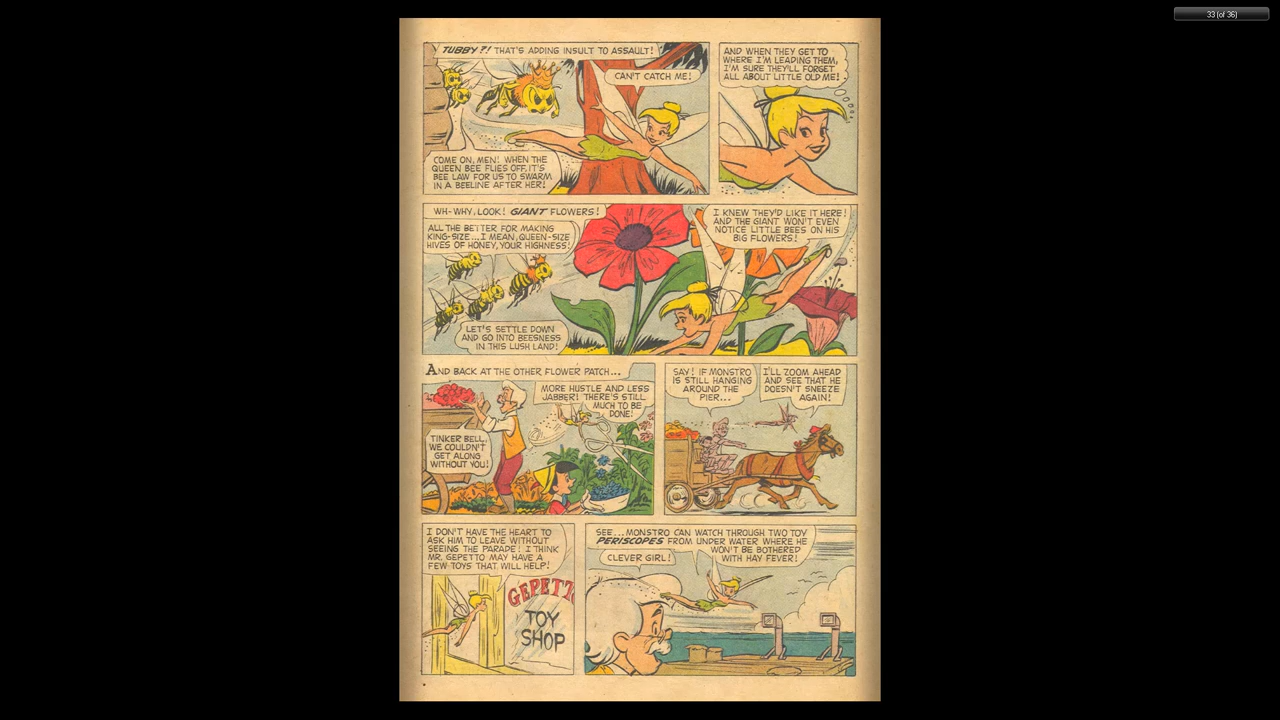 33 (of 36)
TUBBY?! THAT'S ADDING INSULT TO ASSAULT!
CAN'T CATCH ME!
COME ON, MEN! WHEN THE
QUEEN BEE FLIES OFF, IT'S
BEE LAW FOR US TO SWARM
IN A BEELINE AFTER HER!
AND WHEN THEY GET TO
WHERE I'M LEADING THEM,
I'M SURE THEY'LL FORGET
ALL ABOUT LITTLE OLD ME!
WH-WHY, LOOK! GIANT FLOWERS!
ALL THE BETTER FOR MAKING
KING-SIZE...I MEAN, QUEEN-SIZE
HIVES OF HONEY, YOUR HIGHNESS!
I KNEW THEY'D LIKE IT HERE!
AND THE GIANT WON'T EVEN
NOTICE LITTLE BEES ON HIS
BIG FLOWERS!
LET'S SETTLE DOWN
AND GO INTO BEESNESS
IN THIS LUSH LAND!
AND BACK AT THE OTHER FLOWER PATCH...
MORE HUSTLE AND LESS
JABBER! THERE'S STILL
MUCH TO BE
DONE!
TINKER BELL,
WE COULDN'T
GET ALONG
WITHOUT YOU!
SAY! IF MONSTRO
IS STILL HANGING
AROUND THE
PIER...
I'LL ZOOM AHEAD
AND SEE THAT HE
DOESN'T SNEEZE
AGAIN!
I DON'T HAVE THE HEART TO
ASK HIM TO LEAVE WITHOUT
SEEING THE PARADE! I THINK
MR. GEPETTO MAY HAVE A
FEW TOYS THAT WILL HELP!
GEPETT
TOY
SHOP
SEE...MONSTRO CAN WATCH THROUGH TWO TOY
PERISCOPES FROM UNDER WATER WHERE HE
WON'T BE BOTHERED
WITH HAY FEVER!
CLEVER GIRL!